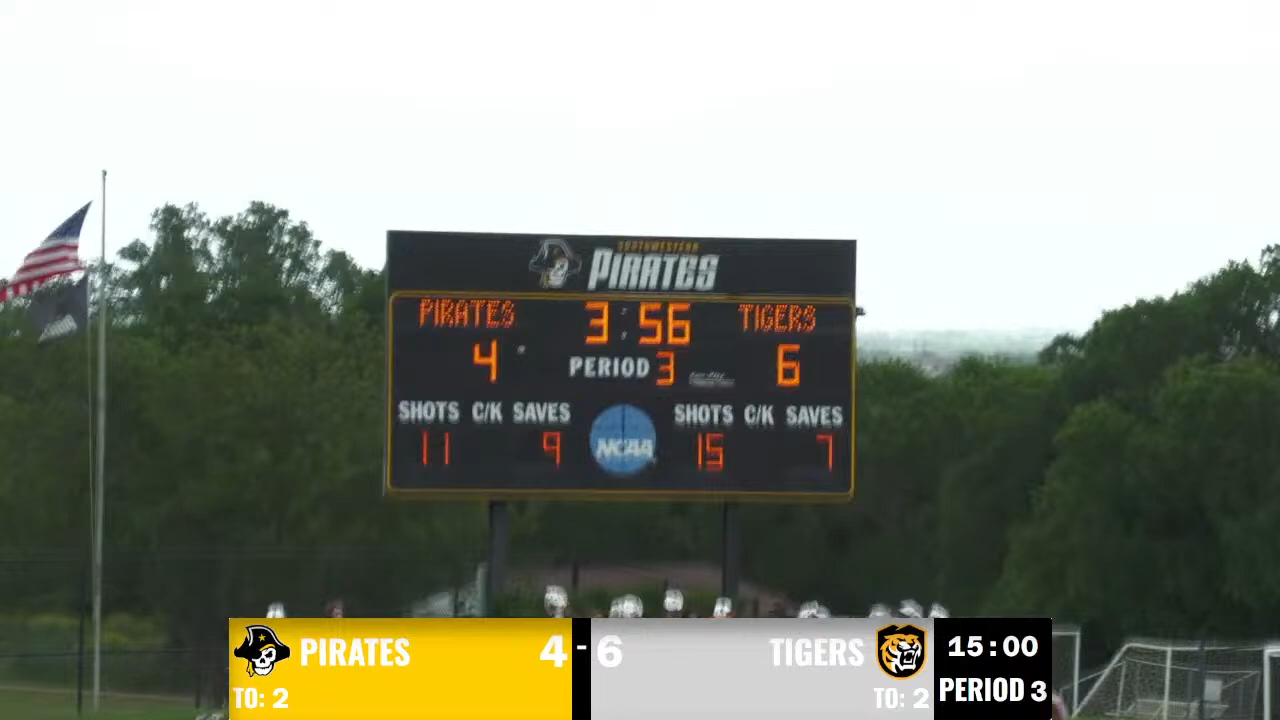 SOUTHWESTERN
PIRATES
PIRATES 3:56 TIGERS
4 PERIOD 3 6
SHOTS C/K SAVES SHOTS C/K SAVES
11 9 NCAA 15 7
PIRATES 4 - 6 TIGERS 15:00
TO: 2 TO: 2 PERIOD 3